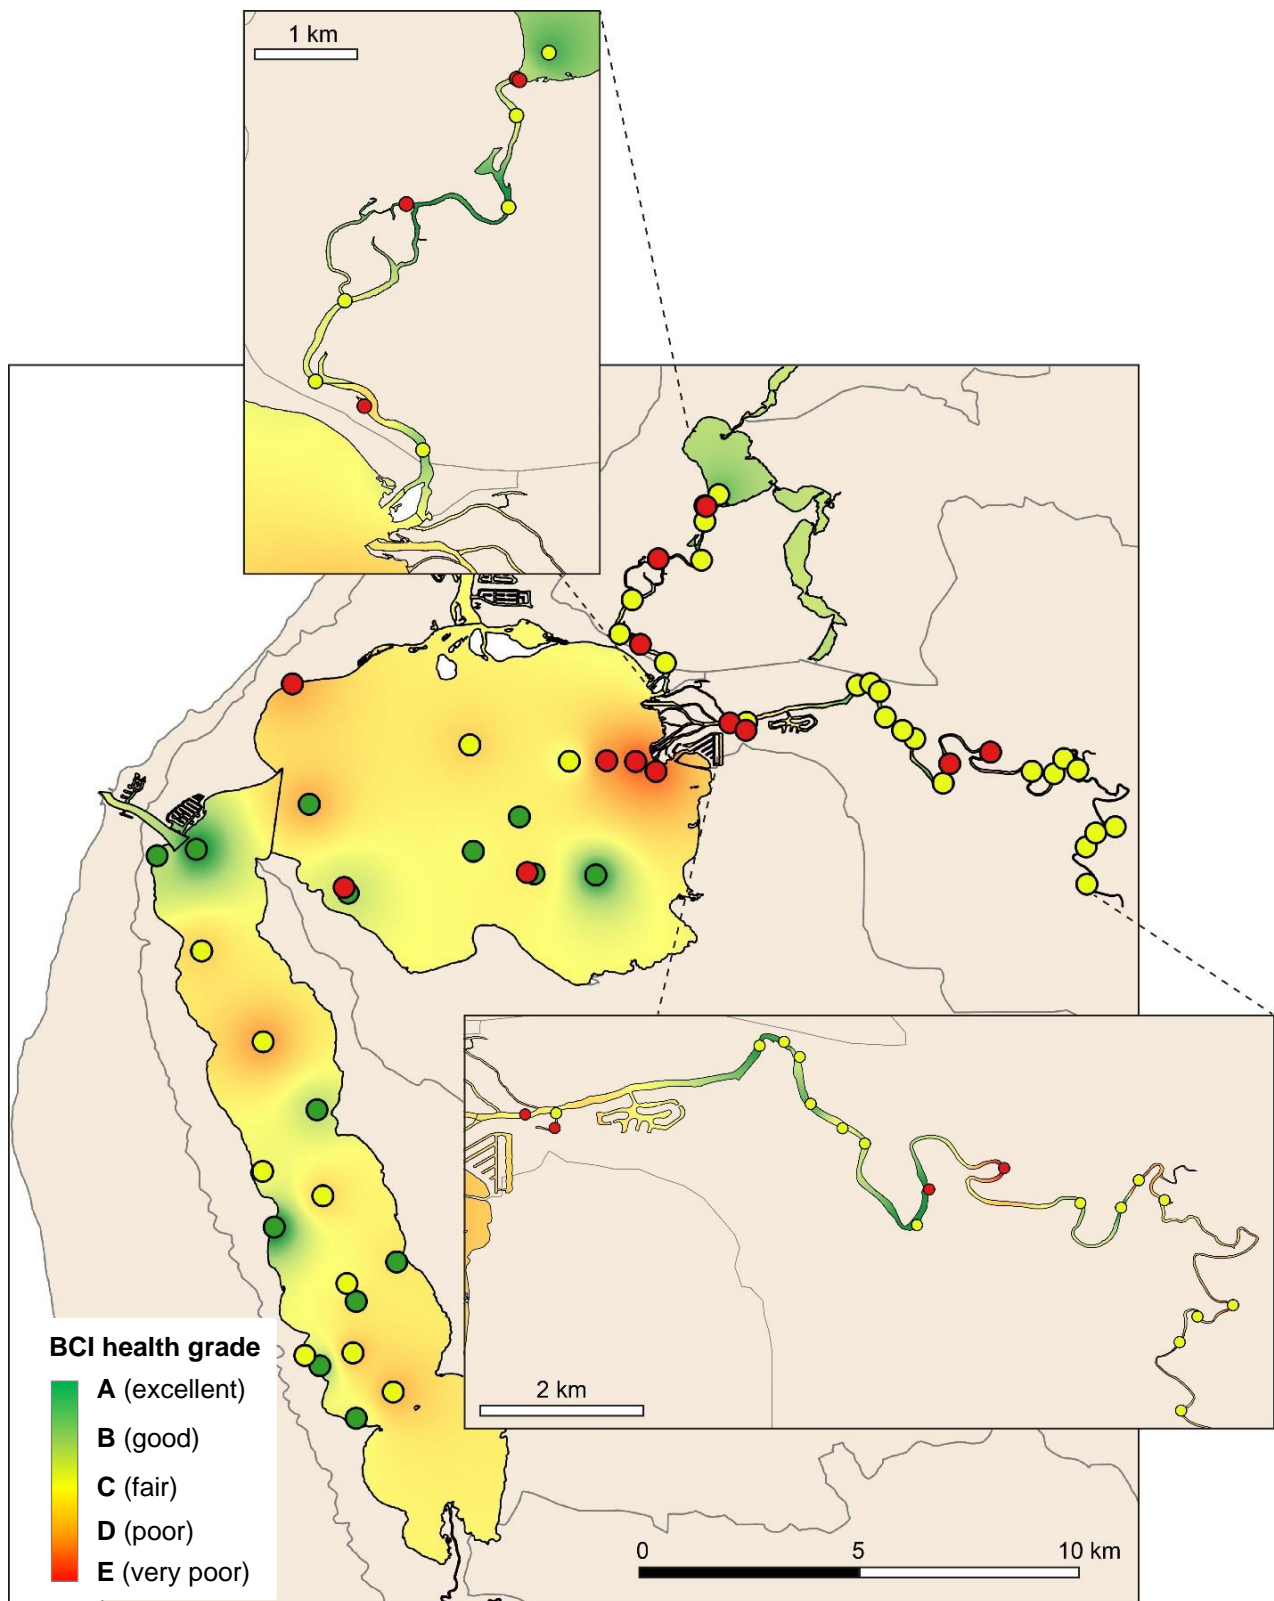 1 km
2 km
BCI health grade
A (excellent)
B (good)
C (fair)
D (poor)
E (very poor)
0 5 10 km